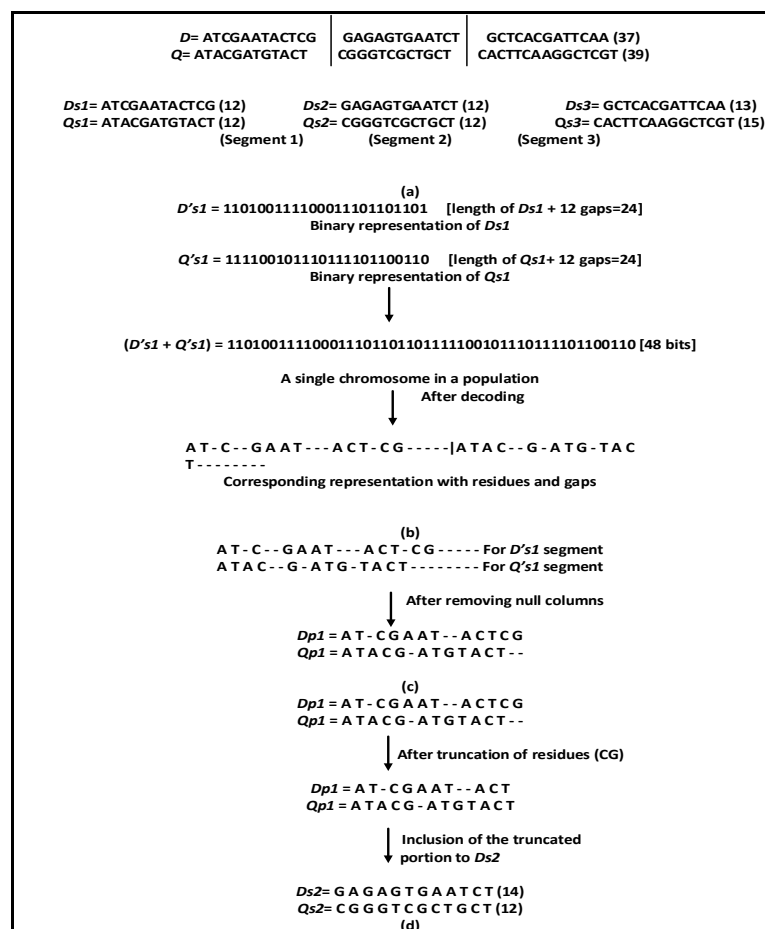 D= ATCGAATACTCG GAGAGTGAATCT GCTCACGATTCAA (37)
Q= ATACGATGTACT CGGGTCGCTGCT CACTTCAAGGCTCGT (39)
Ds1= ATCGAATACTCG (12) Ds2= GAGAGTGAATCT (12) Ds3= GCTCACGATTCAA (13)
Qs1= ATACGATGTACT (12) Qs2= CGGGTCGCTGCT (12) Qs3= CACTTCAAGGCTCGT (15)
(Segment 1) (Segment 2) (Segment 3)
(a)
D's1 = 110100111100011101101101 [length of Ds1 + 12 gaps=24]
Binary representation of Ds1
Q's1 = 111100101110111101100110 [length of Qs1+ 12 gaps=24]
Binary representation of Qs1
(D's1 + Q's1) = 110100111100011101101101111100101110111101100110 [48 bits]
A single chromosome in a population
After decoding
A T - C - - G A A T - - - A C T - C G - - - - - |A T A C - - G - A T G - T A C
T - - - - - - - -
Corresponding representation with residues and gaps
(b)
A T - C - - G A A T - - - A C T - C G - - - - - For D's1 segment
A T A C - - G - A T G - T A C T - - - - - - - - For Q's1 segment
After removing null columns
Dp1 = A T - C G A A T - - A C T C G
Qp1 = A T A C G - A T G T A C T - -
(c)
Dp1 = A T - C G A A T - - A C T C G
Qp1 = A T A C G - A T G T A C T - -
After truncation of residues (CG)
Dp1 = A T - C G A A T - - A C T
Qp1 = A T A C G - A T G T A C T
Inclusion of the truncated
portion to Ds2
Ds2= G A G A G T G A A T C T (14)
Qs2= C G G G T C G C T G C T (12)
(d)